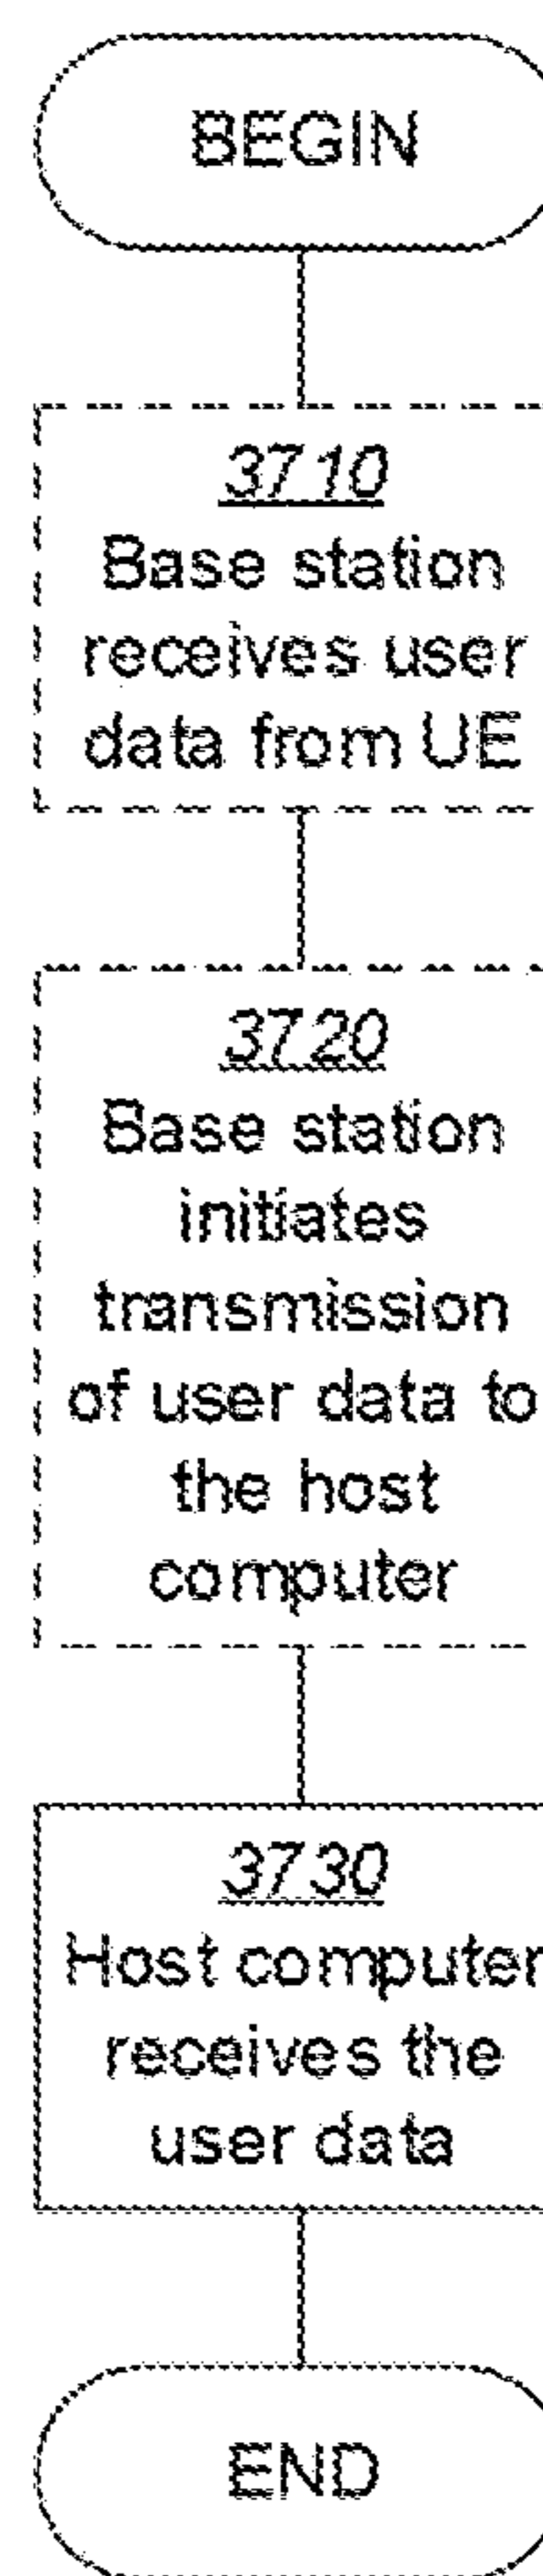 BEGIN
3710
Base station
receives user
data from UE
3720
Base station
initiates
transmission
of user data to
the host
computer
3730
Host computer
receives the
user data
END